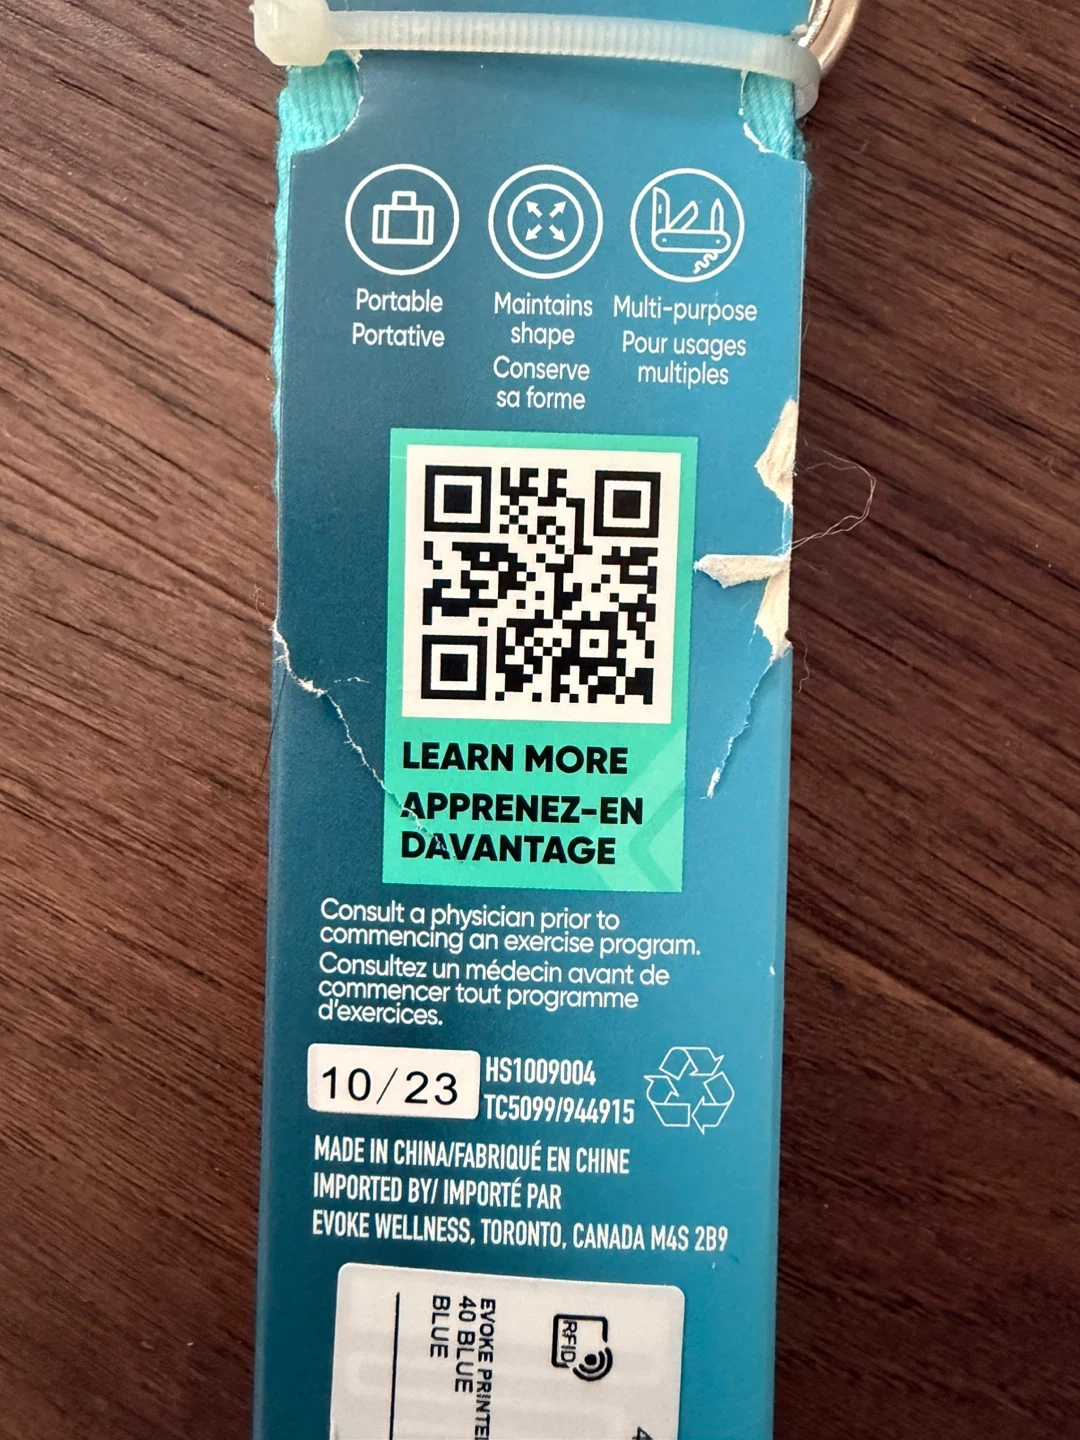 Portable
Portative
Maintains
shape
Conserve
sa forme
Multi-purpose
Pour usages
multiples
LEARN MORE
APPRENEZ-EN
DAVANTAGE
Consult a physician prior to
commencing an exercise program.
Consultez un médecin avant de
commencer tout programme
d'exercices.
10/23
HS1009004
TC5099/944915
MADE IN CHINA/FABRIQUÉ EN CHINE
IMPORTED BY/ IMPORTÉ PAR
EVOKE WELLNESS, TORONTO, CANADA M4S 2B9
RFID
EVOKE
40 BLUE
BLUE